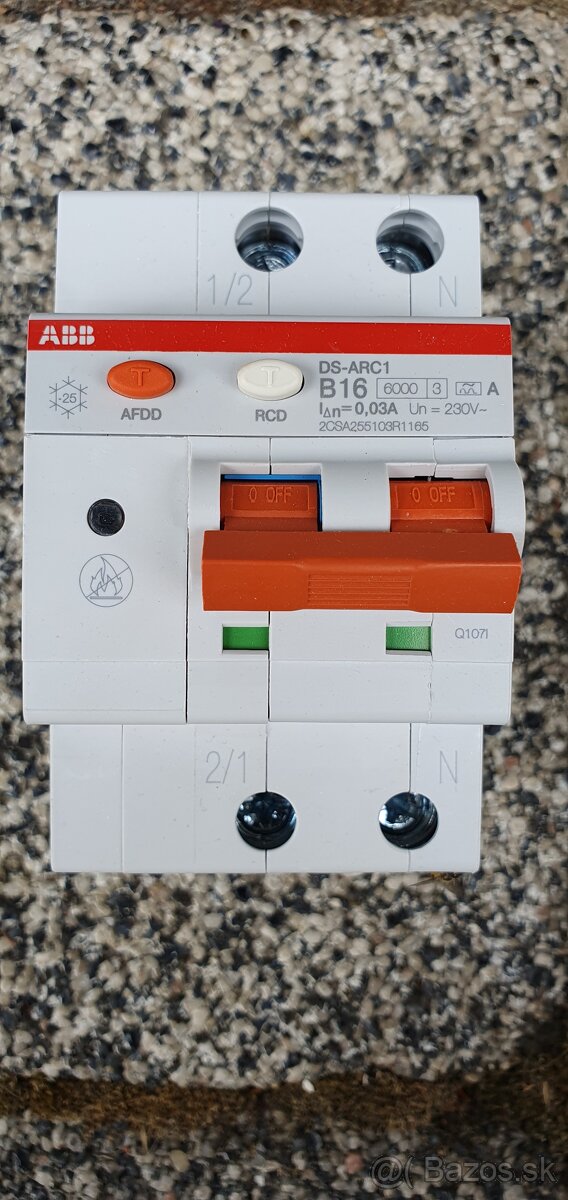 1/2 N
ABB
T T
-25 AFDD RCD
DS-ARC1
B16 6000 3 A
IΔn=0,03A Un = 230V~
2CSA255103R1165
0 OFF 0 OFF
Q107I
2/1 N
@( Bazos.sk